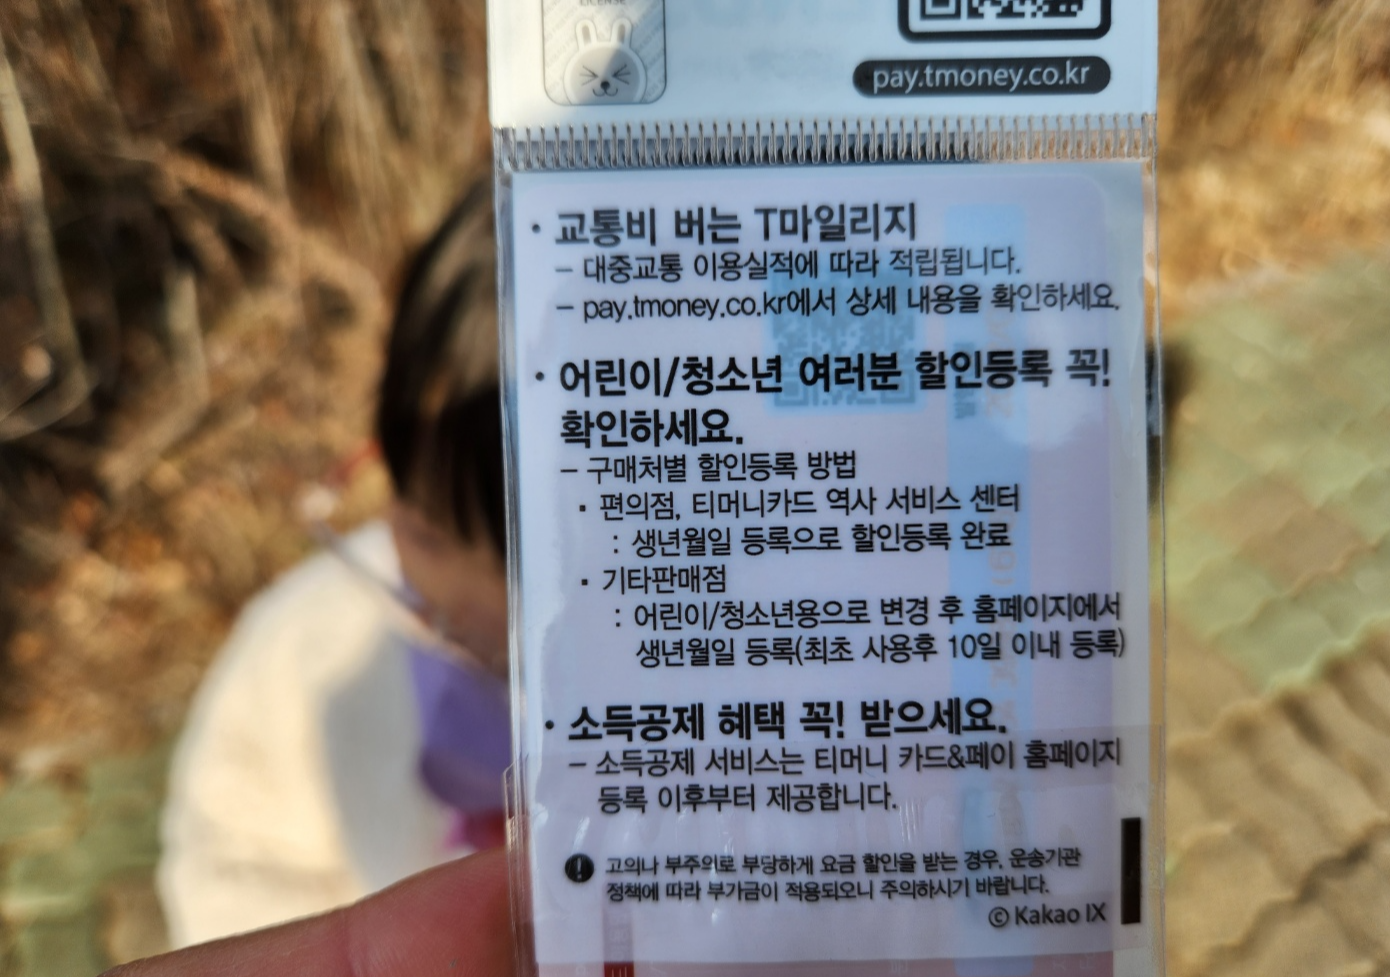 LICENSE
pay.tmoney.co.kr
· 교통비 버는 T마일리지
– 대중교통 이용실적에 따라 적립됩니다.
– pay.tmoney.co.kr에서 상세 내용을 확인하세요.
· 어린이/청소년 여러분 할인등록 꼭!
확인하세요.
– 구매처별 할인등록 방법
▪ 편의점, 티머니카드 역사 서비스 센터
: 생년월일 등록으로 할인등록 완료
▪ 기타판매점
: 어린이/청소년용으로 변경 후 홈페이지에서
생년월일 등록(최초 사용후 10일 이내 등록)
· 소득공제 혜택 꼭! 받으세요.
– 소득공제 서비스는 티머니 카드&페이 홈페이지
등록 이후부터 제공합니다.
! 고의나 부주의로 부당하게 요금 할인을 받는 경우, 운송기관
정책에 따라 부가금이 적용되오니 주의하시기 바랍니다.
© Kakao IX